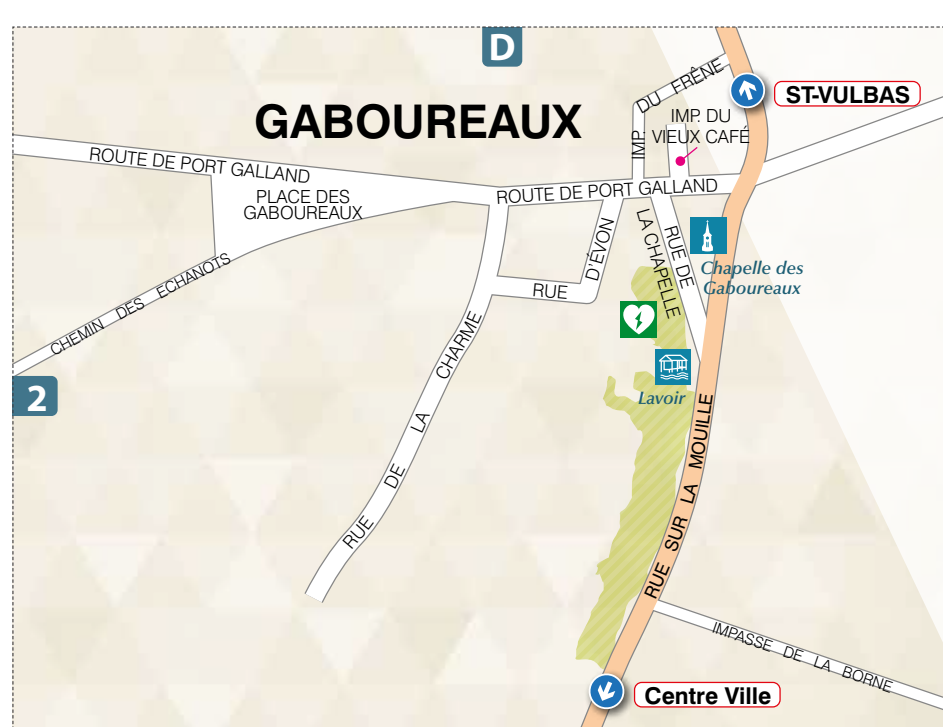 D
GABOUREAUX
ST-VULBAS
IMP. DU FRÊNE
IMP. DU
VIEUX CAFÉ
ROUTE DE PORT GALLAND
ROUTE DE PORT GALLAND
PLACE DES
GABOUREAUX
CHEMIN DES ECHANOTS
RUE D'ÉVON
RUE DE
LA CHAPELLE
Chapelle des
Gaboureaux
2
Lavoir
RUE DE LA CHARME
RUE SUR LA MOUILLE
IMPASSE DE LA BORNE
Centre Ville